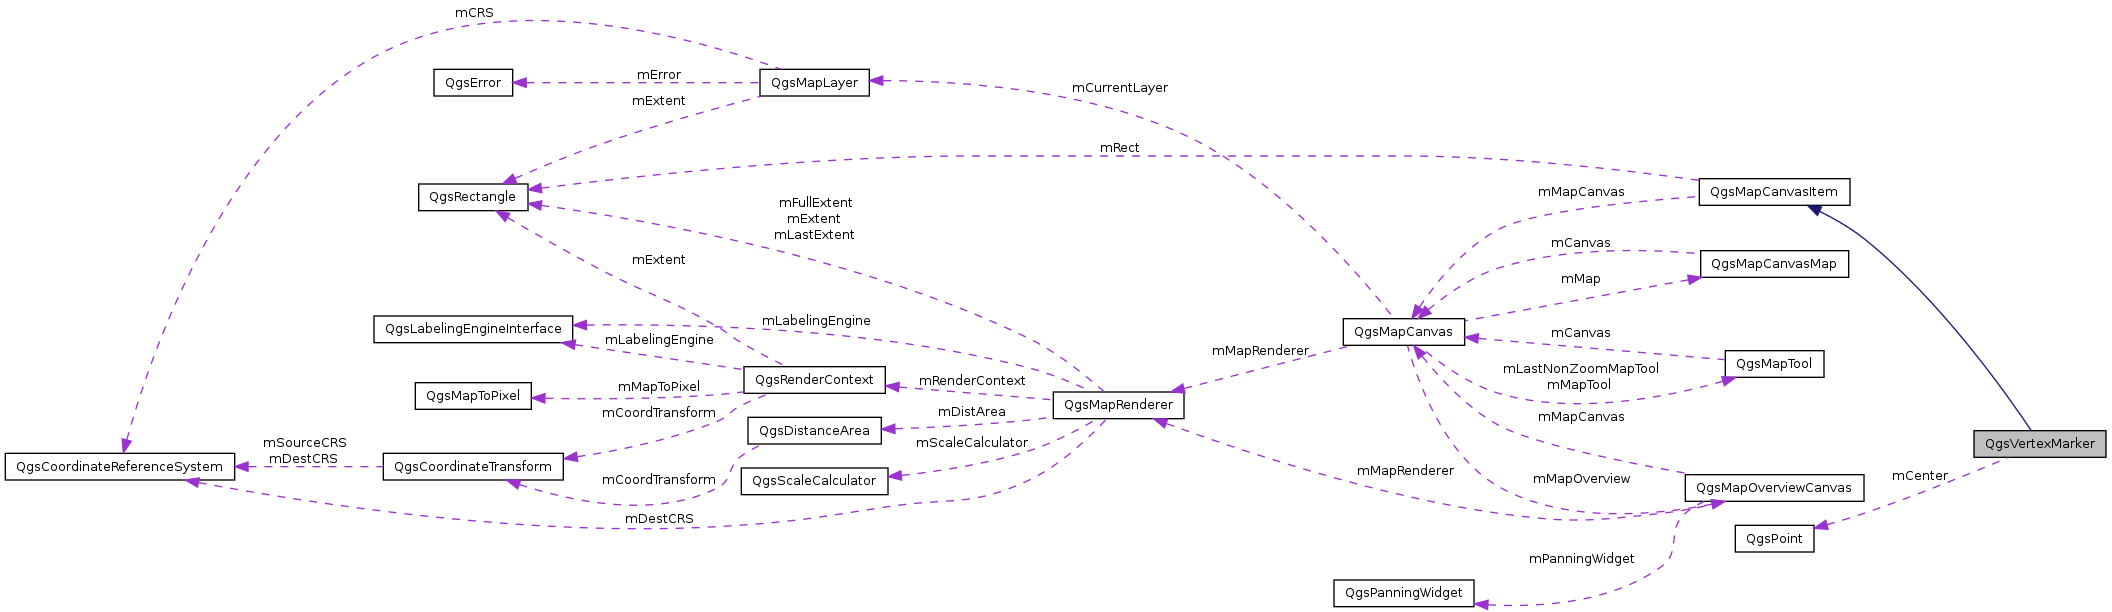 mCRS
QgsError
mError
QgsMapLayer
mCurrentLayer
mExtent
mRect
QgsRectangle
mFullExtent
mExtent
mLastExtent
mMapCanvas
QgsMapCanvasItem
mCanvas
QgsMapCanvasMap
mMap
mExtent
QgsLabelingEngineInterface
mLabelingEngine
mLabelingEngine
QgsMapCanvas
mCanvas
QgsMapTool
mLastNonZoomMapTool
mMapTool
mMapRenderer
QgsRenderContext
mRenderContext
QgsMapToPixel
mMapToPixel
mCoordTransform
QgsMapRenderer
mDistArea
QgsDistanceArea
mScaleCalculator
mMapCanvas
QgsVertexMarker
mSourceCRS
mDestCRS
QgsCoordinateReferenceSystem
QgsCoordinateTransform
mCoordTransform
QgsScaleCalculator
mMapRenderer
mMapOverview
QgsMapOverviewCanvas
mCenter
mDestCRS
QgsPoint
mPanningWidget
QgsPanningWidget